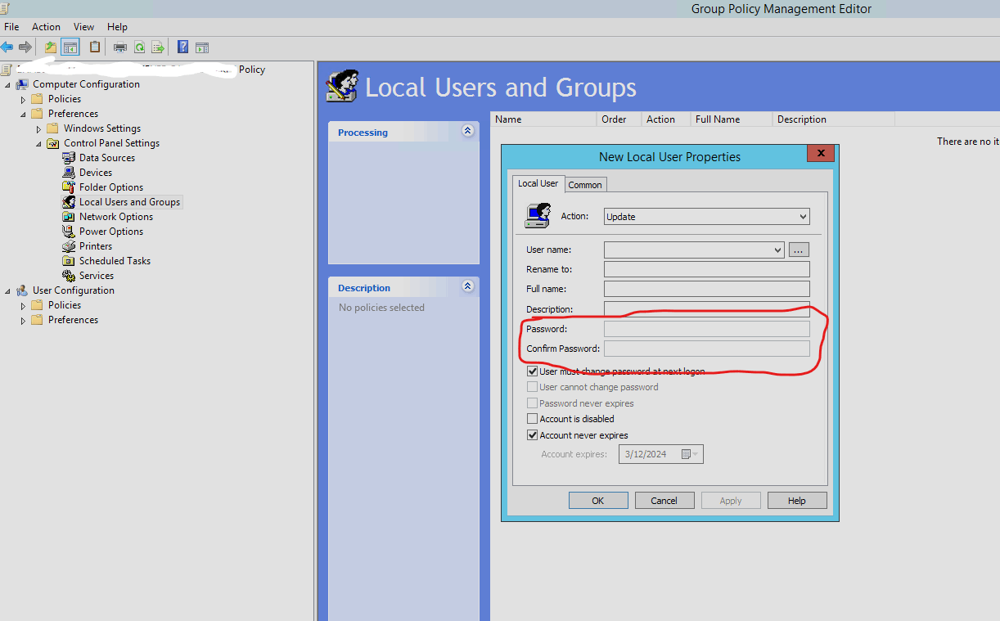 Group Policy Management Editor
File Action View Help
Policy
Computer Configuration
Policies
Preferences
Windows Settings
Control Panel Settings
Data Sources
Devices
Folder Options
Local Users and Groups
Network Options
Power Options
Printers
Scheduled Tasks
Services
User Configuration
Policies
Preferences
Local Users and Groups
Processing
Description
No policies selected
Name Order Action Full Name Description
There are no it
New Local User Properties
Local User Common
Action: Update
User name: ...
Rename to:
Full name:
Description:
Password:
Confirm Password:
User must change password at next logon
User cannot change password
Password never expires
Account is disabled
Account never expires
Account expires: 3/12/2024
OK Cancel Apply Help